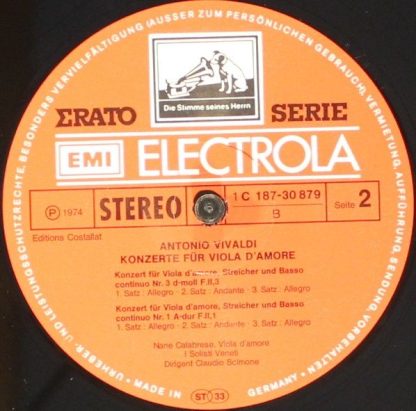 (AUSSER ZUM PERSÖNLICHEN GEBRAUCH), VERMIETUNG, AUFFÜHRUNG, SENDUNG, VORBEHALTEN •
URHEBER- UND LEISTUNGSSCHUTZRECHTE, BESONDERS VERVIELFÄLTIGUNG
Die Stimme seines Herrn
ERATO SERIE
EMI ELECTROLA
Ⓟ 1974 STEREO 1 C 187-30 879 Seite 2
B
Editions Costallat
ANTONIO VIVALDI
KONZERTE FÜR VIOLA D'AMORE
Konzert für Viola d'amore, Streicher und Basso
continuo Nr. 3 d-moll F.II,3
1. Satz: Allegro 2. Satz: Andante 3. Satz: Allegro
Konzert für Viola d'amore, Streicher und Basso
continuo Nr. 1 A-dur F.II,1
1. Satz: Allegro 2. Satz: Andante 3. Satz: Allegro
Nane Calabrese, Viola d'amore
I Solisti Veneti
Dirigent Claudio Scimone
• MADE IN GERMANY •
ST 33